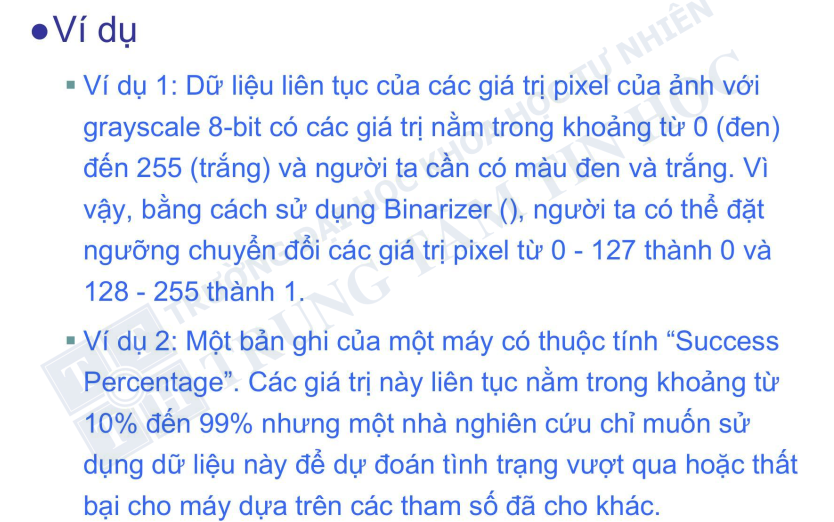 ●Ví dụ
▪ Ví dụ 1: Dữ liệu liên tục của các giá trị pixel của ảnh với
grayscale 8-bit có các giá trị nằm trong khoảng từ 0 (đen)
đến 255 (trắng) và người ta cần có màu đen và trắng. Vì
vậy, bằng cách sử dụng Binarizer (), người ta có thể đặt
ngưỡng chuyển đổi các giá trị pixel từ 0 - 127 thành 0 và
128 - 255 thành 1.
▪ Ví dụ 2: Một bản ghi của một máy có thuộc tính “Success
Percentage”. Các giá trị này liên tục nằm trong khoảng từ
10% đến 99% nhưng một nhà nghiên cứu chỉ muốn sử
dụng dữ liệu này để dự đoán tình trạng vượt qua hoặc thất
bại cho máy dựa trên các tham số đã cho khác.
TRƯỜNG ĐẠI HỌC KHOA HỌC TỰ NHIÊN
TRUNG TÂM TIN HỌC